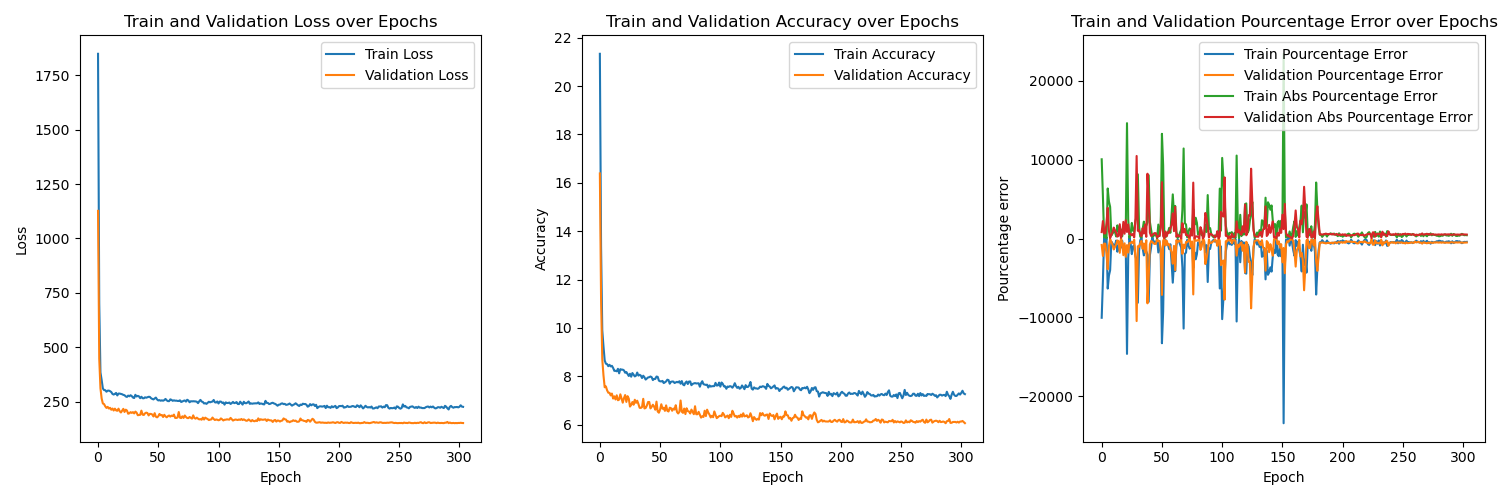 Train and Validation Loss over Epochs
Train Loss
Validation Loss
Loss
1750
1500
1250
1000
750
500
250
0 50 100 150 200 250 300
Epoch
Train and Validation Accuracy over Epochs
Train Accuracy
Validation Accuracy
Accuracy
22
20
18
16
14
12
10
8
6
0 50 100 150 200 250 300
Epoch
Train and Validation Pourcentage Error over Epochs
Train Pourcentage Error
Validation Pourcentage Error
Train Abs Pourcentage Error
Validation Abs Pourcentage Error
Pourcentage error
20000
10000
0
−10000
−20000
0 50 100 150 200 250 300
Epoch